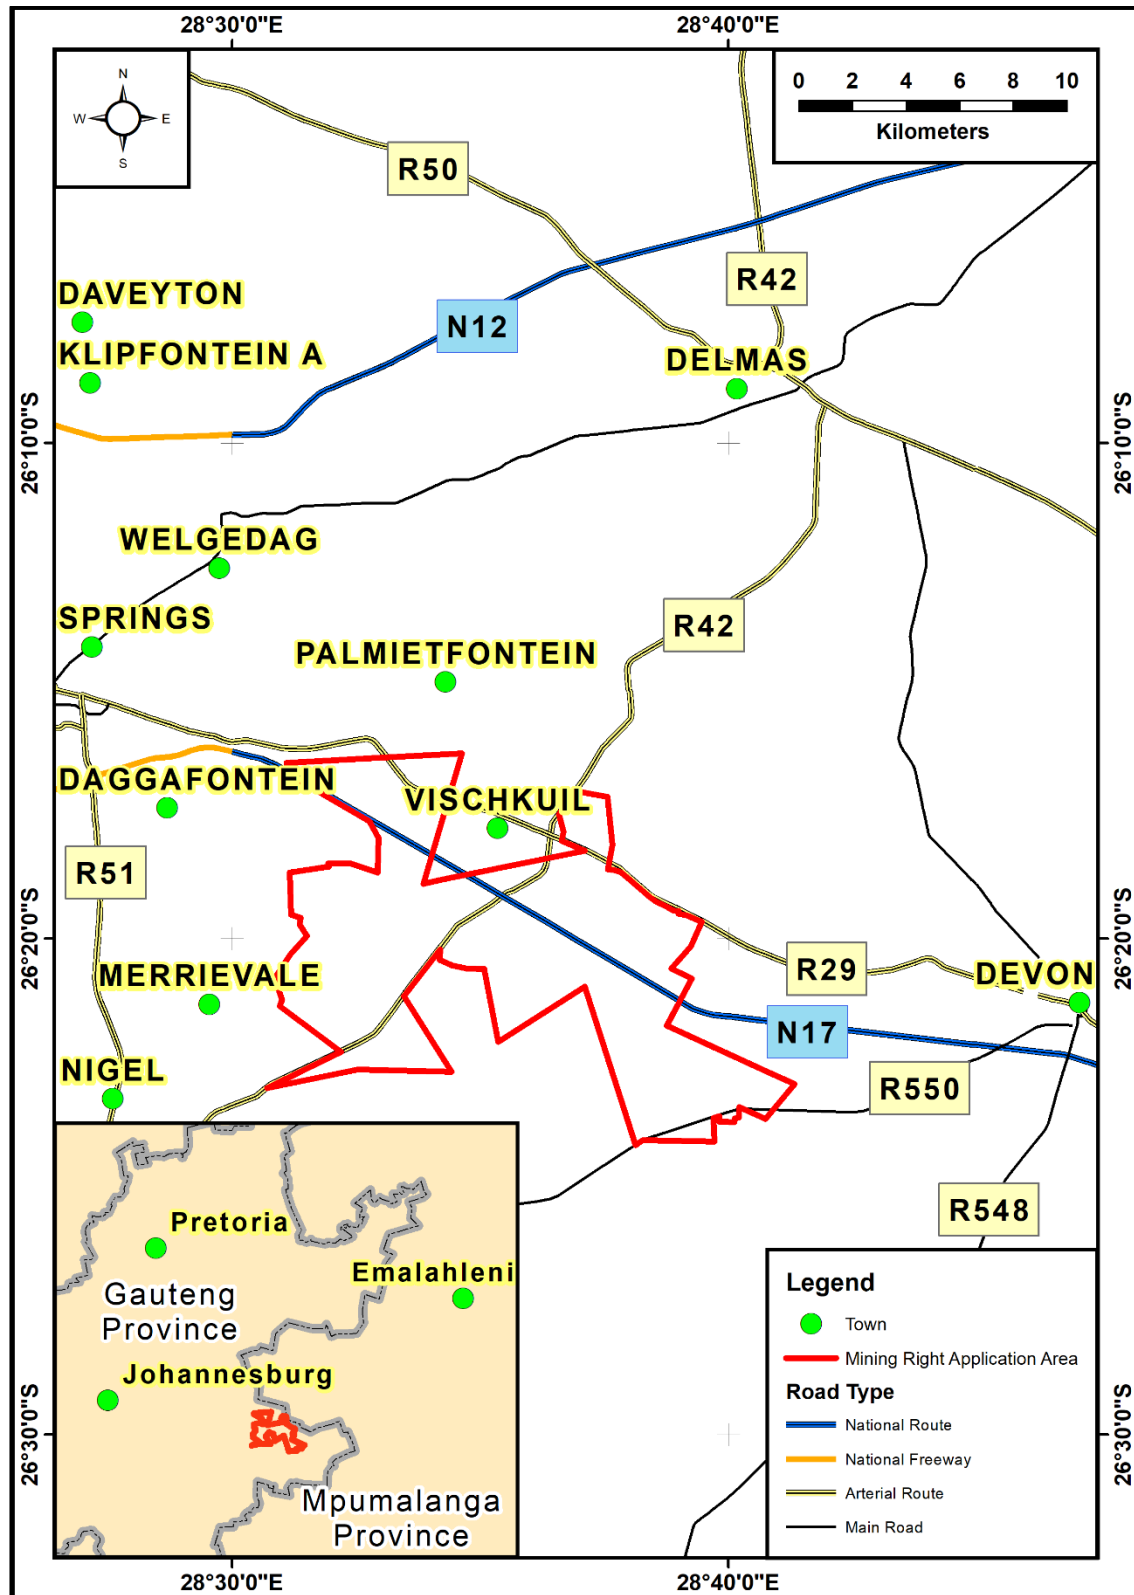 28°30'0"E
28°40'0"E
N
W
E
S
0 2 4 6 8 10
Kilometers
R50
R42
DAVEYTON
N12
KLIPFONTEIN A
DELMAS
26°10'0"S
26°10'0"S
WELGEDAG
SPRINGS
R42
PALMIETFONTEIN
DAGGAFONTEIN
VISCHKUIL
R51
26°20'0"S
26°20'0"S
MERRIEVALE
R29
DEVON
N17
NIGEL
R550
R548
Pretoria
Emalahleni
Gauteng
Province
Johannesburg
Mpumalanga
Province
Legend
Town
Mining Right Application Area
Road Type
National Route
National Freeway
Arterial Route
Main Road
26°30'0"S
26°30'0"S
28°30'0"E
28°40'0"E